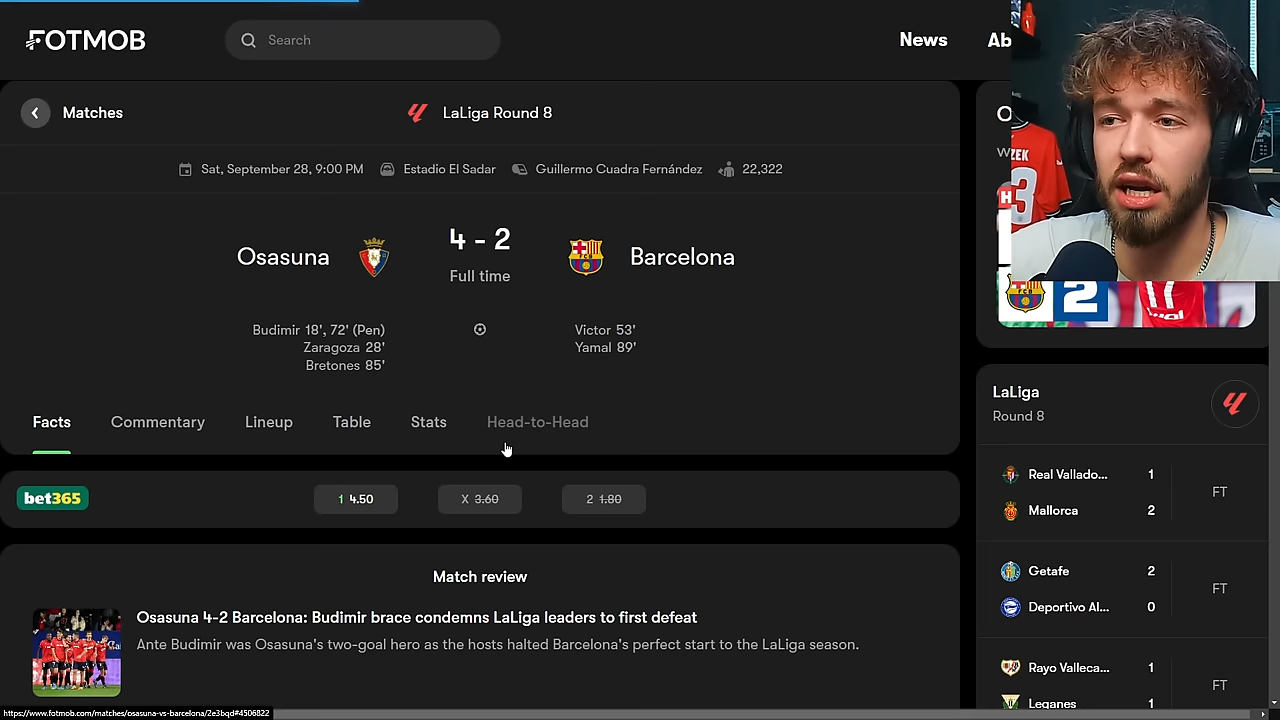 FOTMOB
Search
News
Ab
Matches
LaLiga Round 8
Sat, September 28, 9:00 PM
Estadio El Sadar
Guillermo Cuadra Fernández
22,322
Osasuna
4 - 2
Full time
Barcelona
Budimir 18', 72' (Pen)
Zaragoza 28'
Bretones 85'
Victor 53'
Yamal 89'
Facts
Commentary
Lineup
Table
Stats
Head-to-Head
bet365
1 4.50
X 3.60
2 1.80
Match review
Osasuna 4-2 Barcelona: Budimir brace condemns LaLiga leaders to first defeat
Ante Budimir was Osasuna's two-goal hero as the hosts halted Barcelona's perfect start to the LaLiga season.
O
W
H
ZEK
3
2
17
LaLiga
Round 8
Real Vallado... 1
FT
Mallorca 2
Getafe 2
FT
Deportivo Al... 0
Rayo Valleca... 1
FT
Leganes 1
https://www.fotmob.com/matches/osasuna-vs-barcelona/2e3bqd#4506822